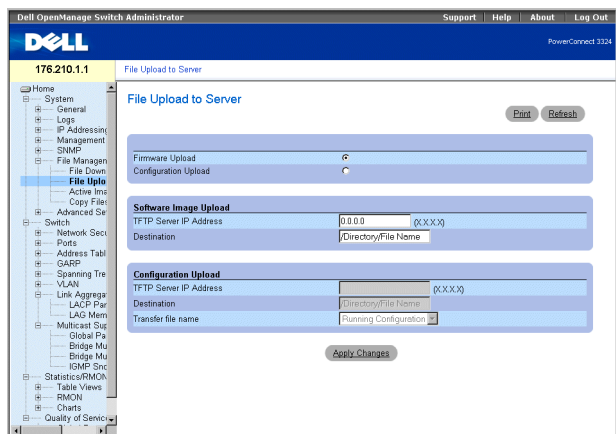 Dell OpenManage Switch Administrator
Support Help About Log Out
DELL
PowerConnect 3324
176.210.1.1
File Upload to Server
Home
System
General
Logs
IP Addressing
Management
SNMP
File Managen
File Down
File Uplo
Active Ima
Copy Files
Advanced Se
Switch
Network Secu
Ports
Address Tabl
GARP
Spanning Tre
VLAN
Link Aggrega
LACP Par
LAG Mem
Multicast Sup
Global Pa
Bridge Mu
Bridge Mu
IGMP Sno
Statistics/RMON
Table Views
RMON
Charts
Quality of Service
File Upload to Server
Print Refresh
Firmware Upload
Configuration Upload
Software Image Upload
TFTP Server IP Address 0.0.0.0 (X.X.X.X)
Destination /Directory/File Name
Configuration Upload
TFTP Server IP Address (X.X.X.X)
Destination /Directory/File Name
Transfer file name Running Configuration
Apply Changes